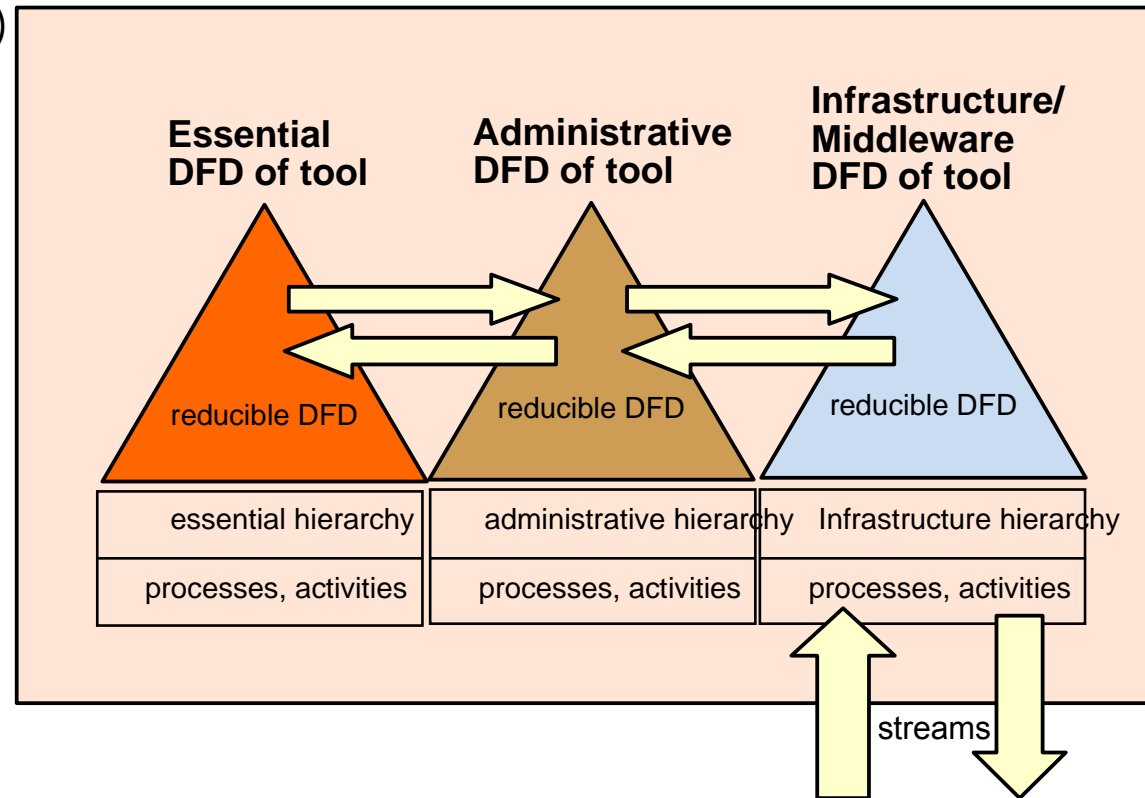 )
Essential
DFD of tool
Administrative
DFD of tool
Infrastructure/
Middleware
DFD of tool
reducible DFD
reducible DFD
reducible DFD
essential hierarchy
administrative hierarchy
Infrastructure hierarchy
processes, activities
processes, activities
processes, activities
streams